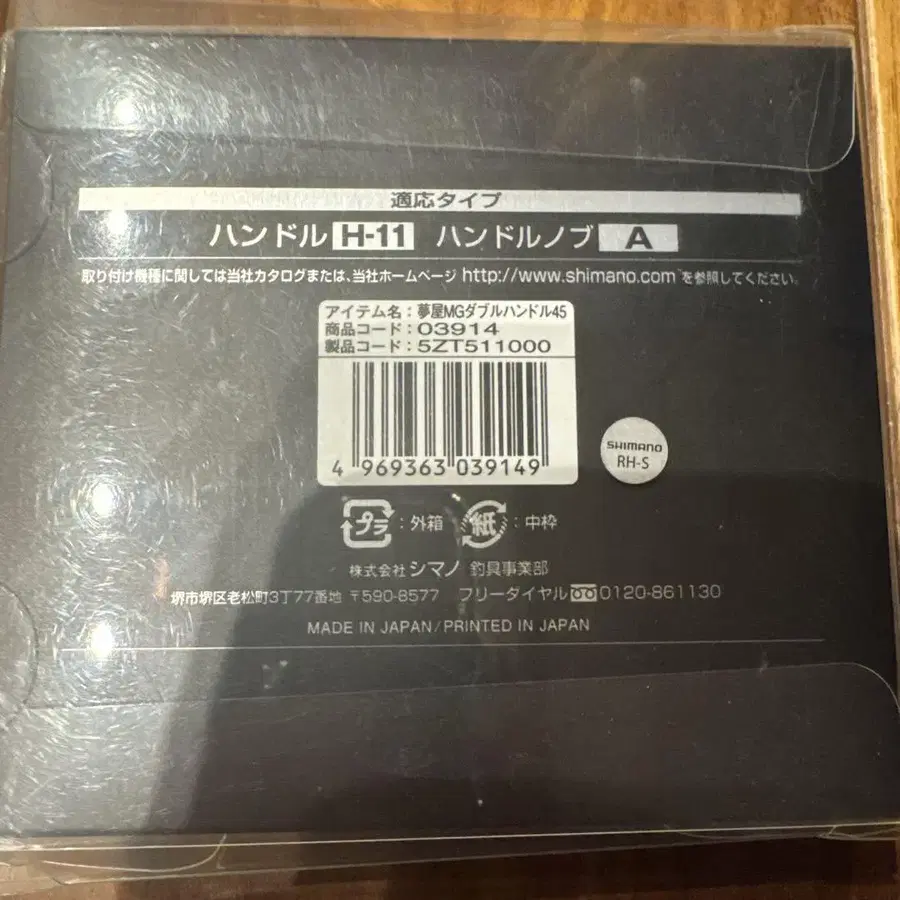 適応タイプ
ハンドル H-11 ハンドルノブ A
取り付け機種に関しては当社カタログまたは、当社ホームページ http://www.shimano.com を参照してください。
アイテム名：夢屋MGダブルハンドル45
商品コード：03914
製品コード：5ZT511000
4 969363 039149
SHIMANO
RH-S
プラ：外箱 紙：中枠
株式会社 シマノ 釣具事業部
堺市堺区老松町3丁77番地 〒590-8577 フリーダイヤル 0120-861130
MADE IN JAPAN/PRINTED IN JAPAN